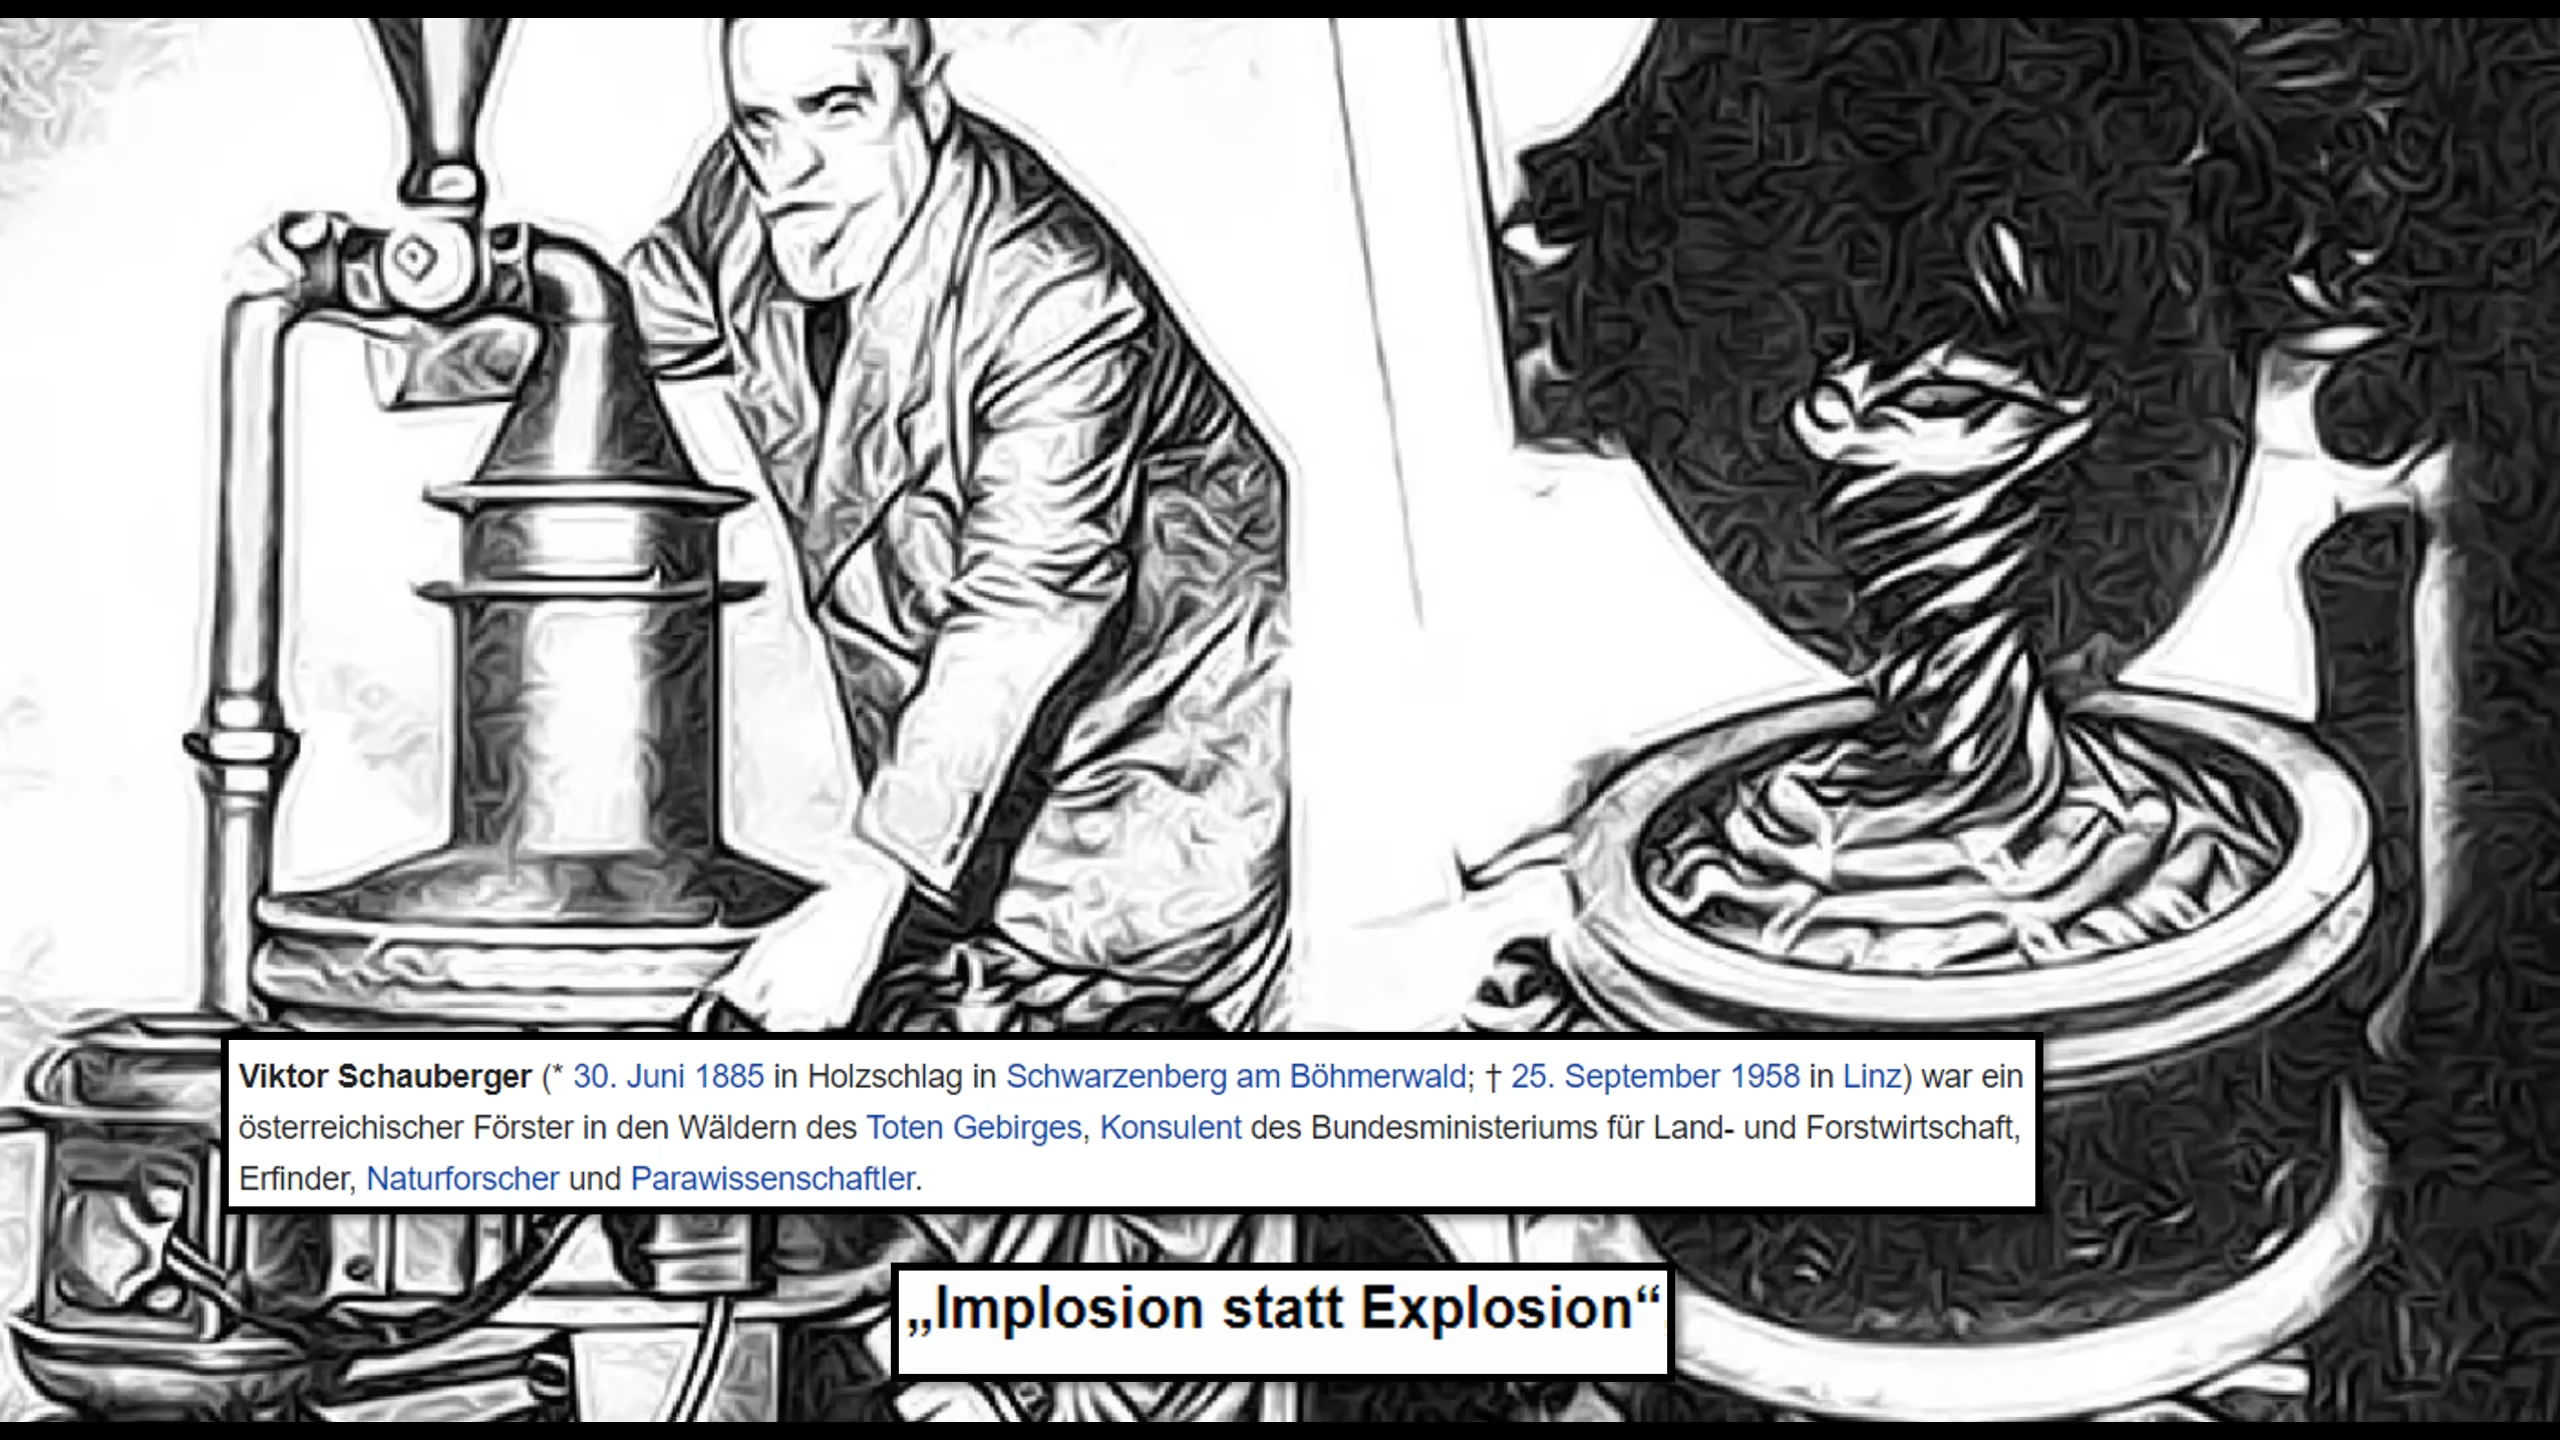 Viktor Schauberger (* 30. Juni 1885 in Holzschlag in Schwarzenberg am Böhmerwald; † 25. September 1958 in Linz) war ein
österreichischer Förster in den Wäldern des Toten Gebirges, Konsulent des Bundesministeriums für Land- und Forstwirtschaft,
Erfinder, Naturforscher und Parawissenschaftler.
„Implosion statt Explosion“